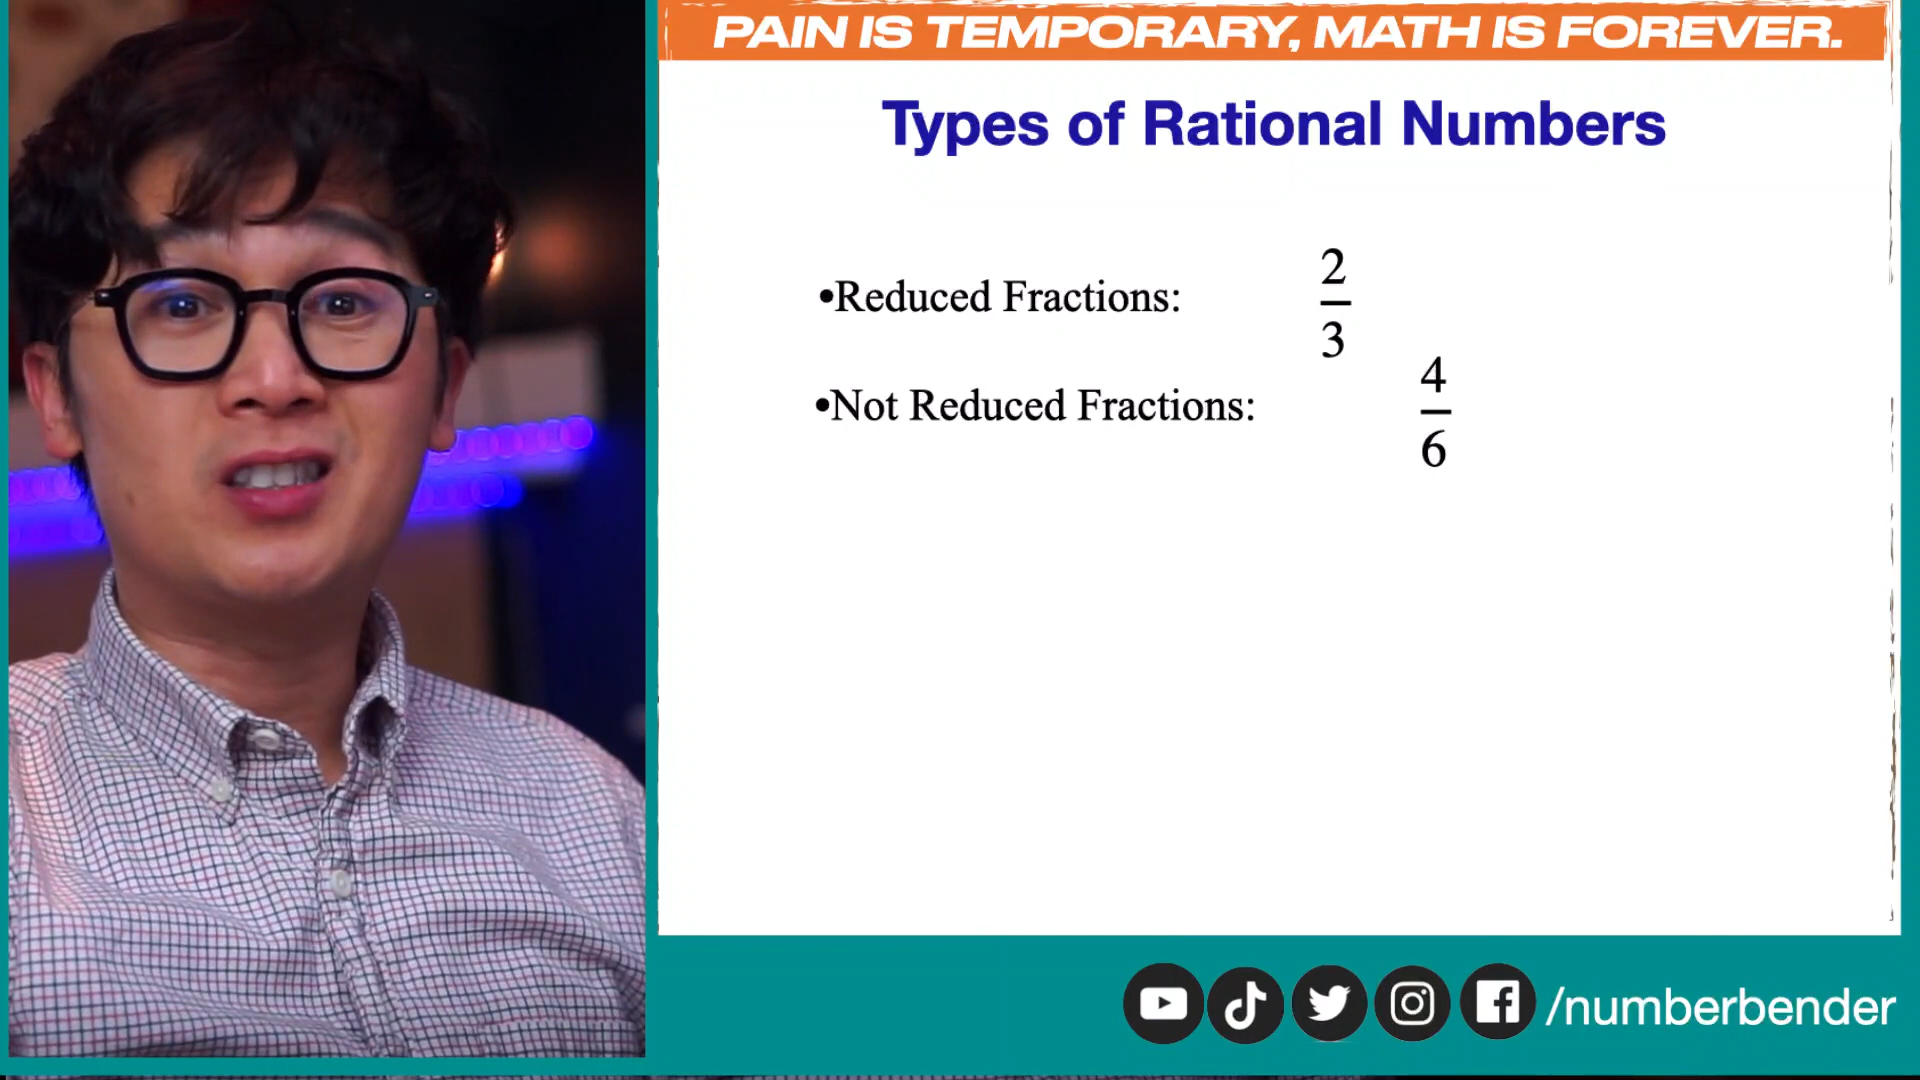 PAIN IS TEMPORARY, MATH IS FOREVER.
Types of Rational Numbers
•Reduced Fractions:
2
3
•Not Reduced Fractions:
4
6
/numberbender